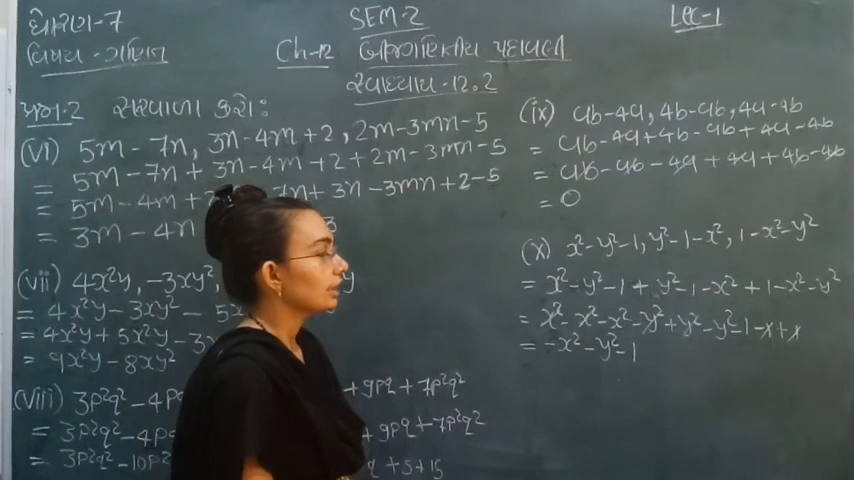 ધોરણ-7
SEM-2
Lec-1
વિષય - ગણિત
Ch-12 બીજગણિતીય પદાવલી
સ્વાધ્યાય-12.2
પ્રશ્ન-2 સરવાળા કરો:
(vi) 5m - 7n, 3n - 4m + 2, 2m - 3mn - 5
= 5m - 7n + 3n - 4m + 2 + 2m - 3mn - 5
= 5m - 4m + 7n + 3n - 3mn + 2 - 5
= 3m - 4n 3
(vii) 4x²y, -3xy², y
= 4x²y - 3xy² - 5x
= 4x²y + 5x²y - 3x
= 9x²y - 8xy²
(viii) 3p²q² - 4pq + 9pq + 7p²q²
= 3p²q² - 4pq + 9pq + 7p²q²
= 3p²q² - 10p² q + 5 + 15
(ix) ab - 4a, 4b - ab, 4a - 4b
= ab - 4a + 4b - ab + 4a - 4b
= ab - ab - 4a + 4a + 4b - 4b
= 0
(x) x² - y² - 1, y² - 1 - x², 1 - x² - y²
= x² - y² - 1 + y² - 1 - x² + 1 - x² - y²
= x² - x² - x² - y² + y² - y² - 1 - 1 + 1
= -x² - y² - 1